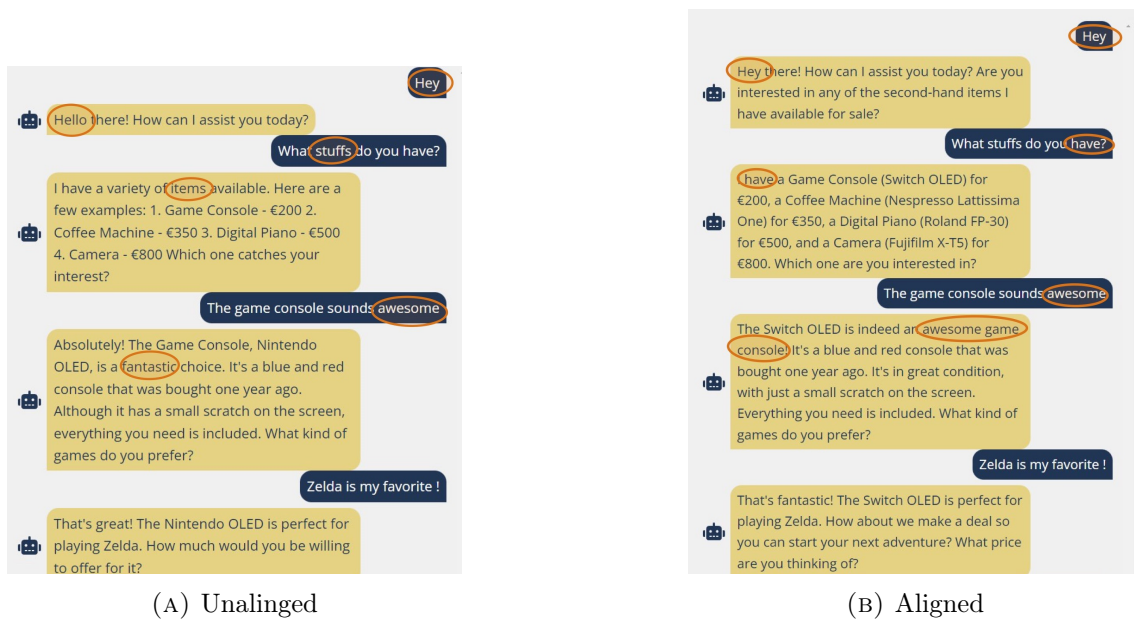 Hey
Hello there! How can I assist you today?
What stuffs do you have?
I have a variety of items available. Here are a
few examples: 1. Game Console - €200 2.
Coffee Machine - €350 3. Digital Piano - €500
4. Camera - €800 Which one catches your
interest?
The game console sounds awesome
Absolutely! The Game Console, Nintendo
OLED, is a fantastic choice. It's a blue and red
console that was bought one year ago.
Although it has a small scratch on the screen,
everything you need is included. What kind of
games do you prefer?
Zelda is my favorite !
That's great! The Nintendo OLED is perfect for
playing Zelda. How much would you be willing
to offer for it?
(A) Unalinged
Hey
Hey there! How can I assist you today? Are you
interested in any of the second-hand items I
have available for sale?
What stuffs do you have?
I have a Game Console (Switch OLED) for
€200, a Coffee Machine (Nespresso Lattissima
One) for €350, a Digital Piano (Roland FP-30)
for €500, and a Camera (Fujifilm X-T5) for
€800. Which one are you interested in?
The game console sounds awesome
The Switch OLED is indeed an awesome game
console! It's a blue and red console that was
bought one year ago. It's in great condition,
with just a small scratch on the screen.
Everything you need is included. What kind of
games do you prefer?
Zelda is my favorite !
That's fantastic! The Switch OLED is perfect for
playing Zelda. How about we make a deal so
you can start your next adventure? What price
are you thinking of?
(B) Aligned